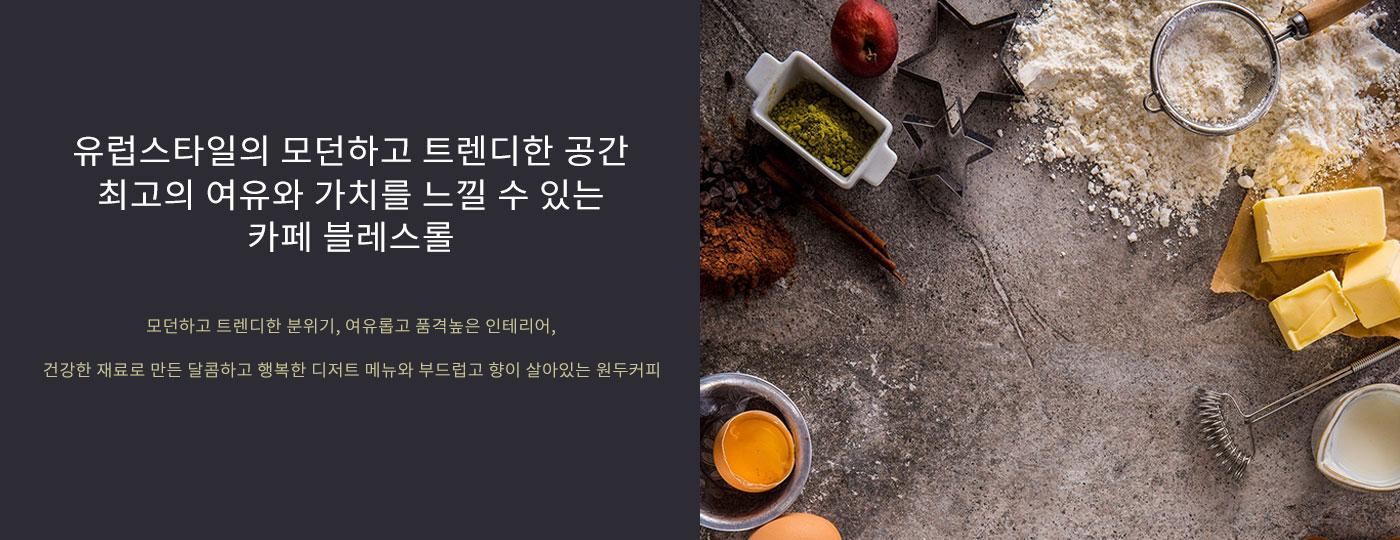 유럽스타일의 모던하고 트렌디한 공간
최고의 여유와 가치를 느낄 수 있는
카페 블레스롤
모던하고 트렌디한 분위기, 여유롭고 품격높은 인테리어,
건강한 재료로 만든 달콤하고 행복한 디저트 메뉴와 부드럽고 향이 살아있는 원두커피